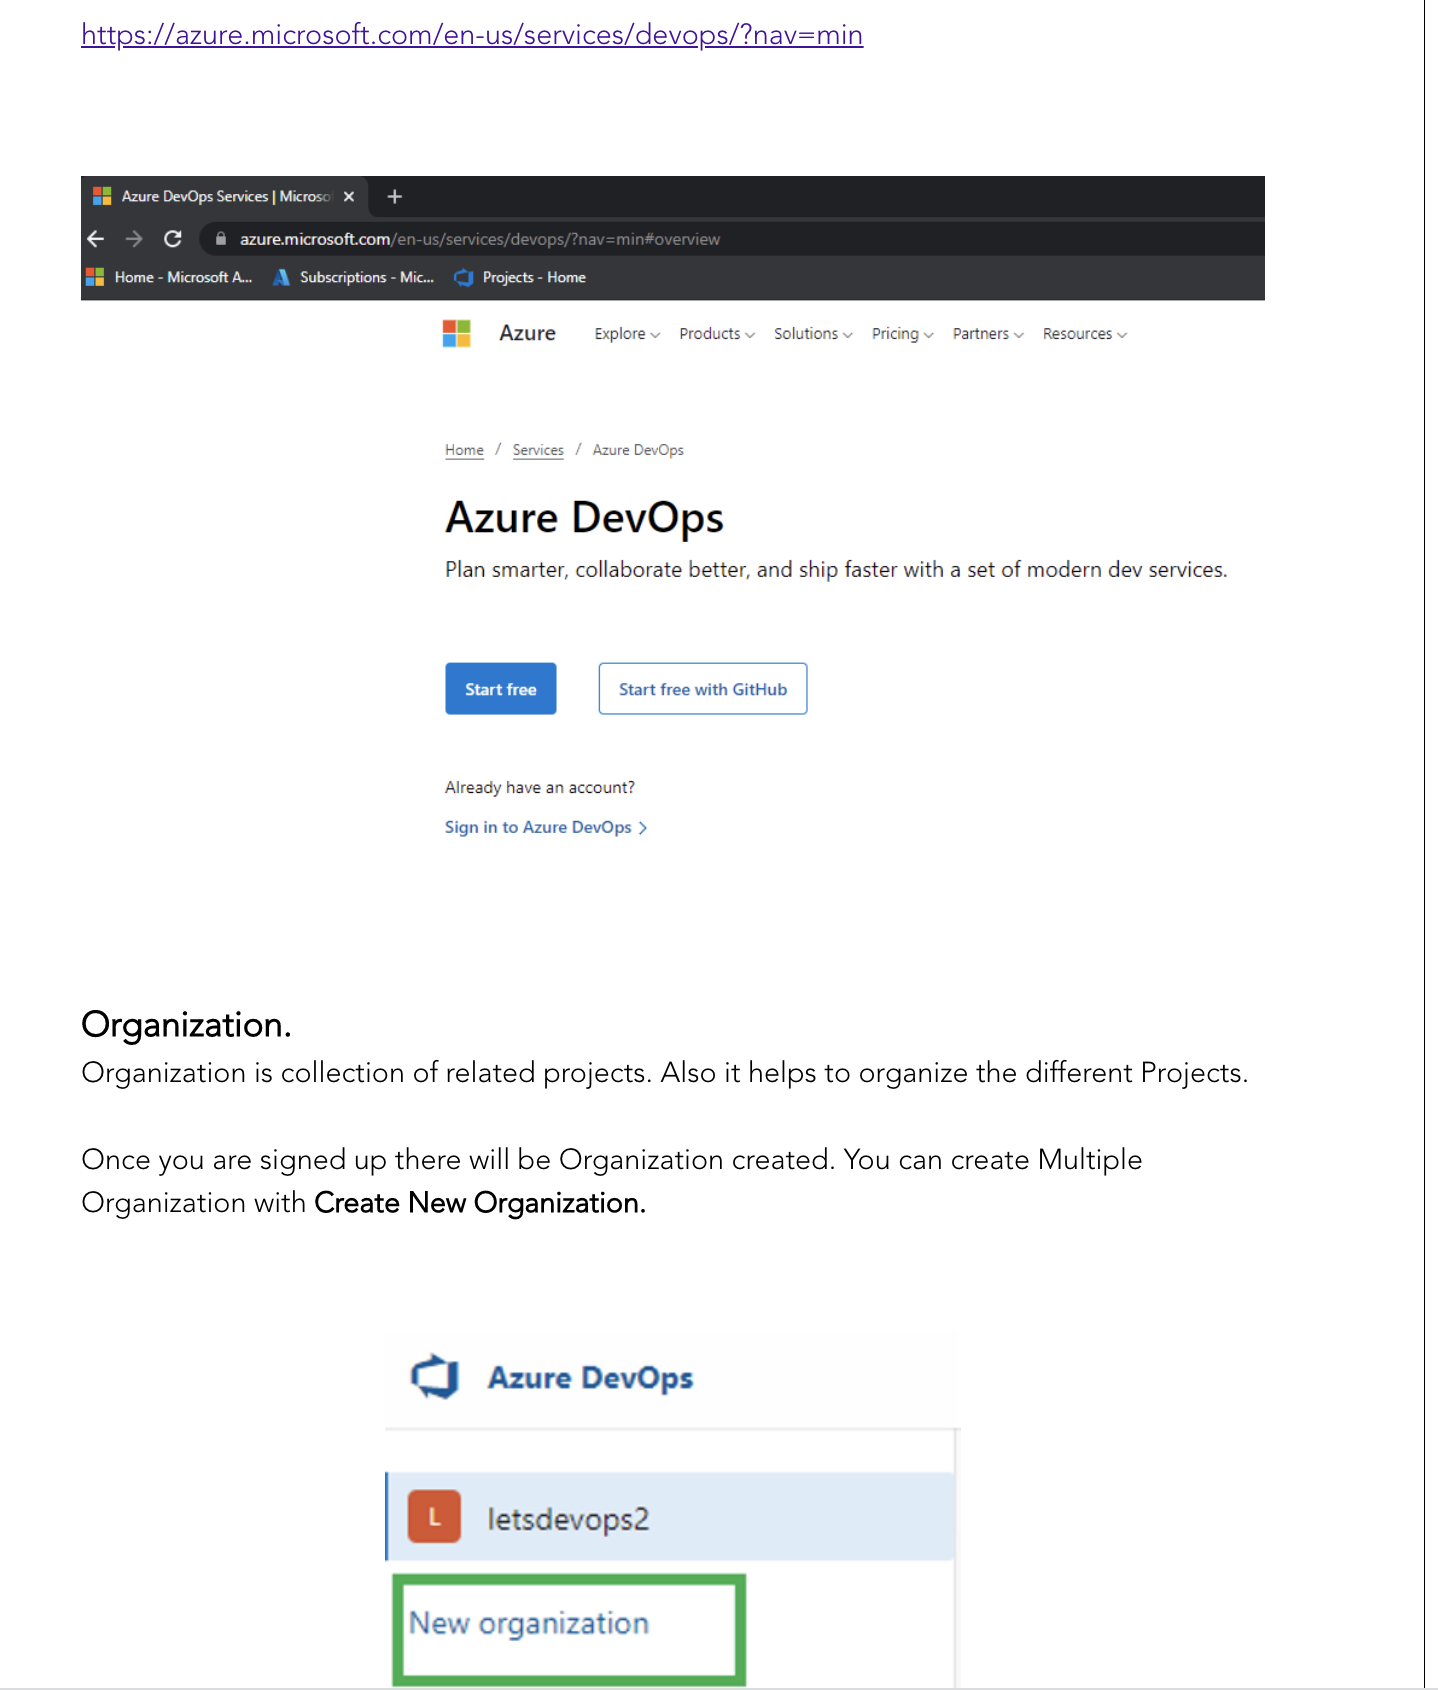 https://azure.microsoft.com/en-us/services/devops/?nav=min
Azure DevOps Services | Microso
azure.microsoft.com/en-us/services/devops/?nav=min#overview
Home - Microsoft A... Subscriptions - Mic... Projects - Home
Azure Explore Products Solutions Pricing Partners Resources
Home / Services / Azure DevOps
Azure DevOps
Plan smarter, collaborate better, and ship faster with a set of modern dev services.
Start free Start free with GitHub
Already have an account?
Sign in to Azure DevOps >
Organization.
Organization is collection of related projects. Also it helps to organize the different Projects.
Once you are signed up there will be Organization created. You can create Multiple
Organization with Create New Organization.
Azure DevOps
L letsdevops2
New organization